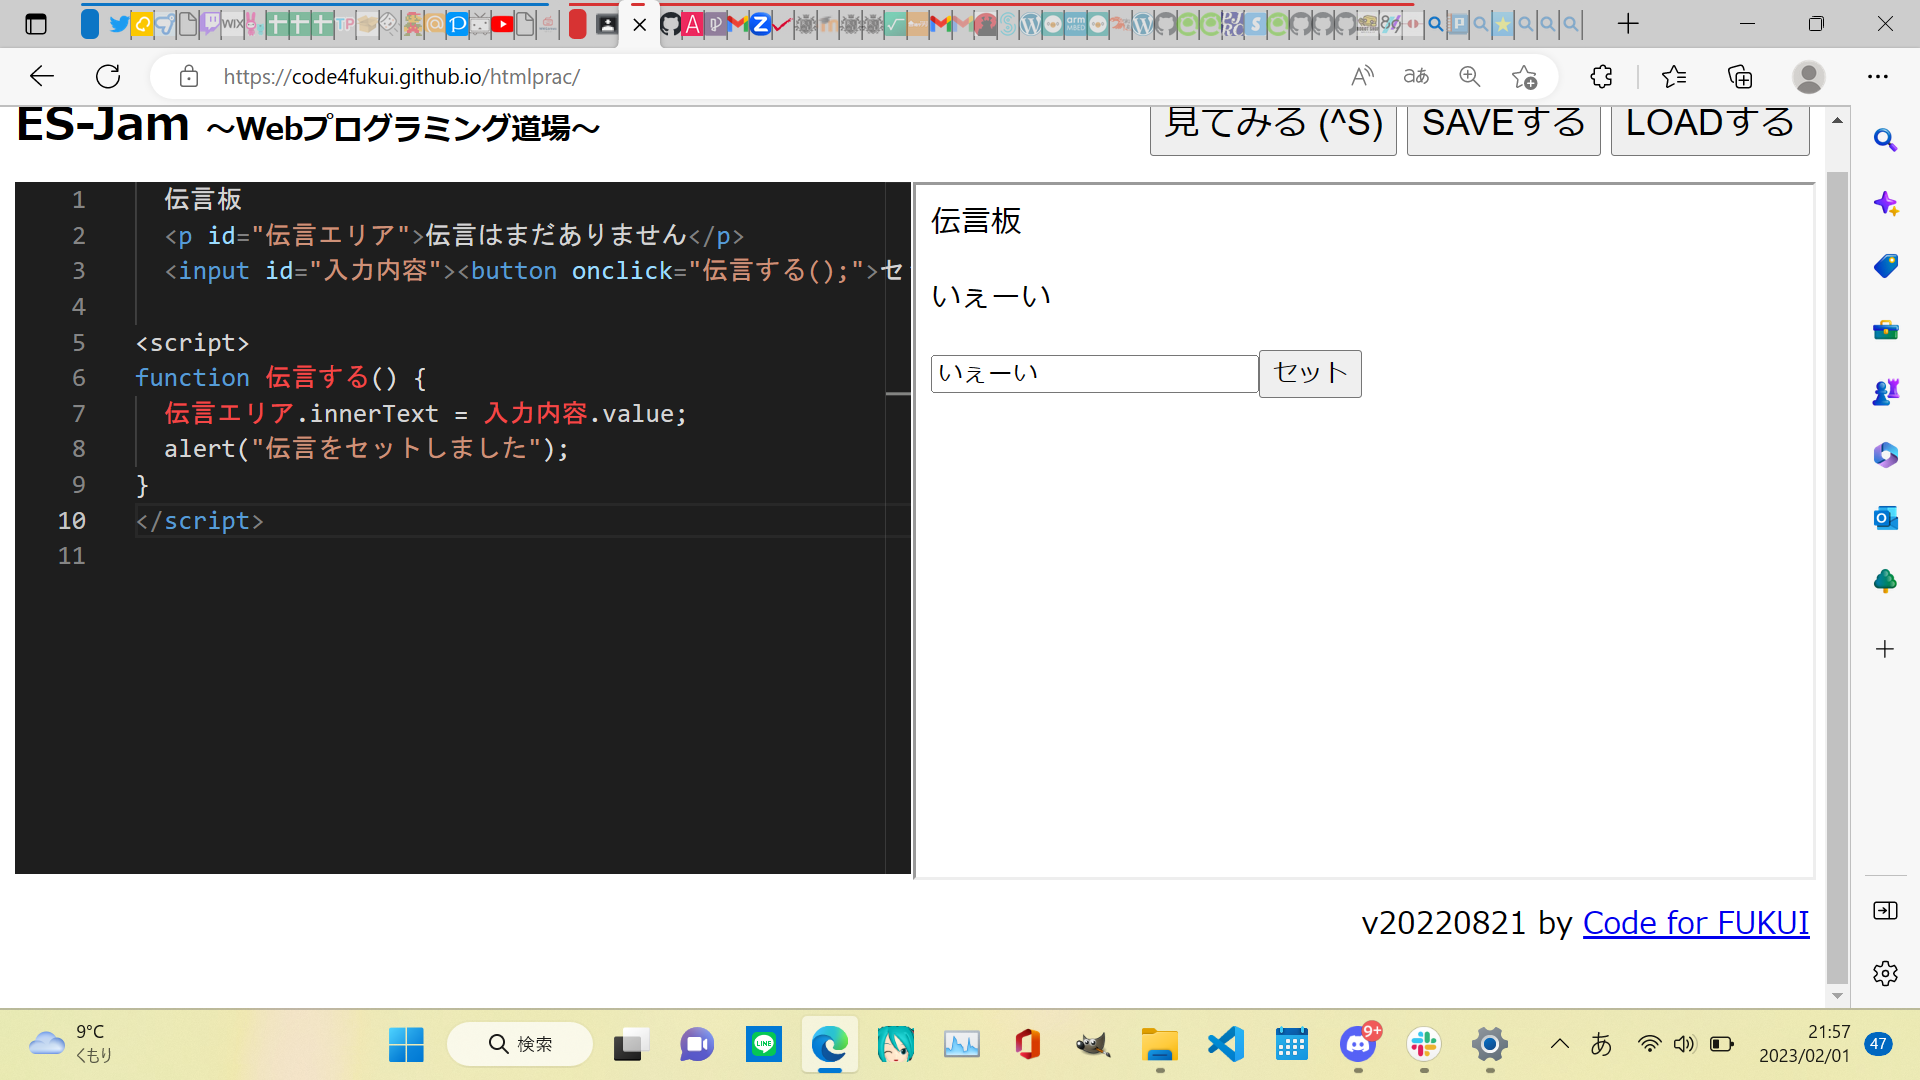 https://code4fukui.github.io/htmlprac/
ES-Jam ～Webプログラミング道場～
見てみる (^S)
SAVEする
LOADする
1 伝言板
2 <p id="伝言エリア">伝言はまだありません</p>
3 <input id="入力内容"><button onclick="伝言する();">セ
4
5 <script>
6 function 伝言する() {
7 伝言エリア.innerText = 入力内容.value;
8 alert("伝言をセットしました");
9 }
10 </script>
11
伝言板
いぇーい
いぇーい
セット
v20220821 by Code for FUKUI
9°C
くもり
検索
LINE
9+
あ
21:57
2023/02/01
47